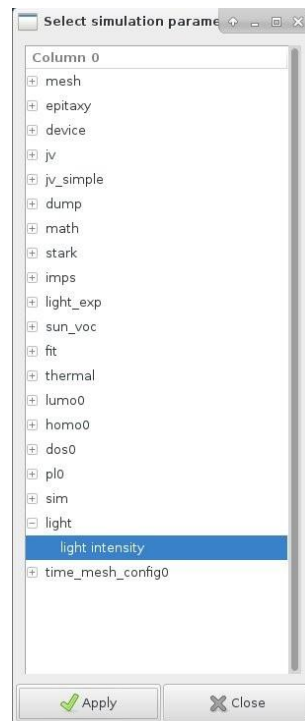 Select simulation parame
Column 0
mesh
epitaxy
device
jv
jv_simple
dump
math
stark
imps
light_exp
sun_voc
fit
thermal
lumo0
homo0
dos0
pl0
sim
light
light intensity
time_mesh_config0
Apply
Close